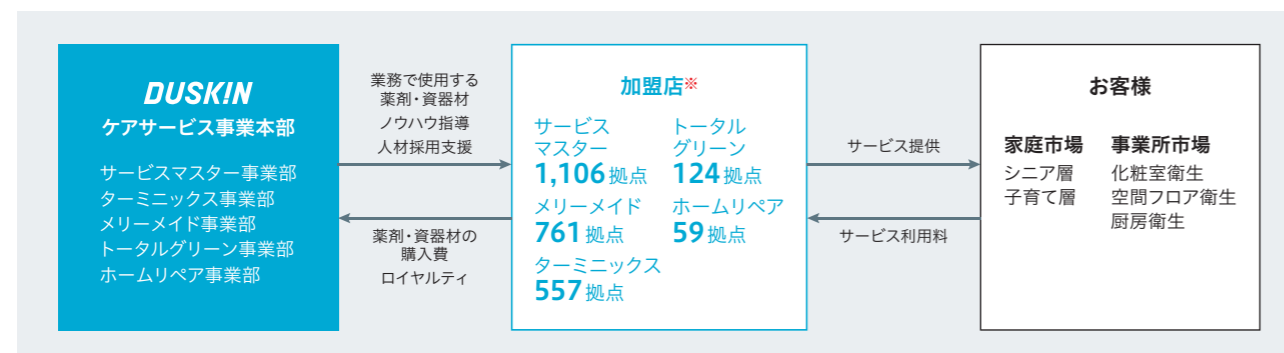 DUSKIN
ケアサービス事業本部
サービスマスター事業部
ターミニックス事業部
メリーメイド事業部
トータルグリーン事業部
ホームリペア事業部
業務で使用する
薬剤・資器材
ノウハウ指導
人材採用支援
薬剤・資器材の
購入費
ロイヤルティ
加盟店※
サービス
マスター
1,106拠点
トータル
グリーン
124拠点
メリーメイド
761拠点
ホームリペア
59拠点
ターミニックス
557拠点
サービス提供
サービス利用料
お客様
家庭市場
シニア層
子育て層
事業所市場
化粧室衛生
空間フロア衛生
厨房衛生